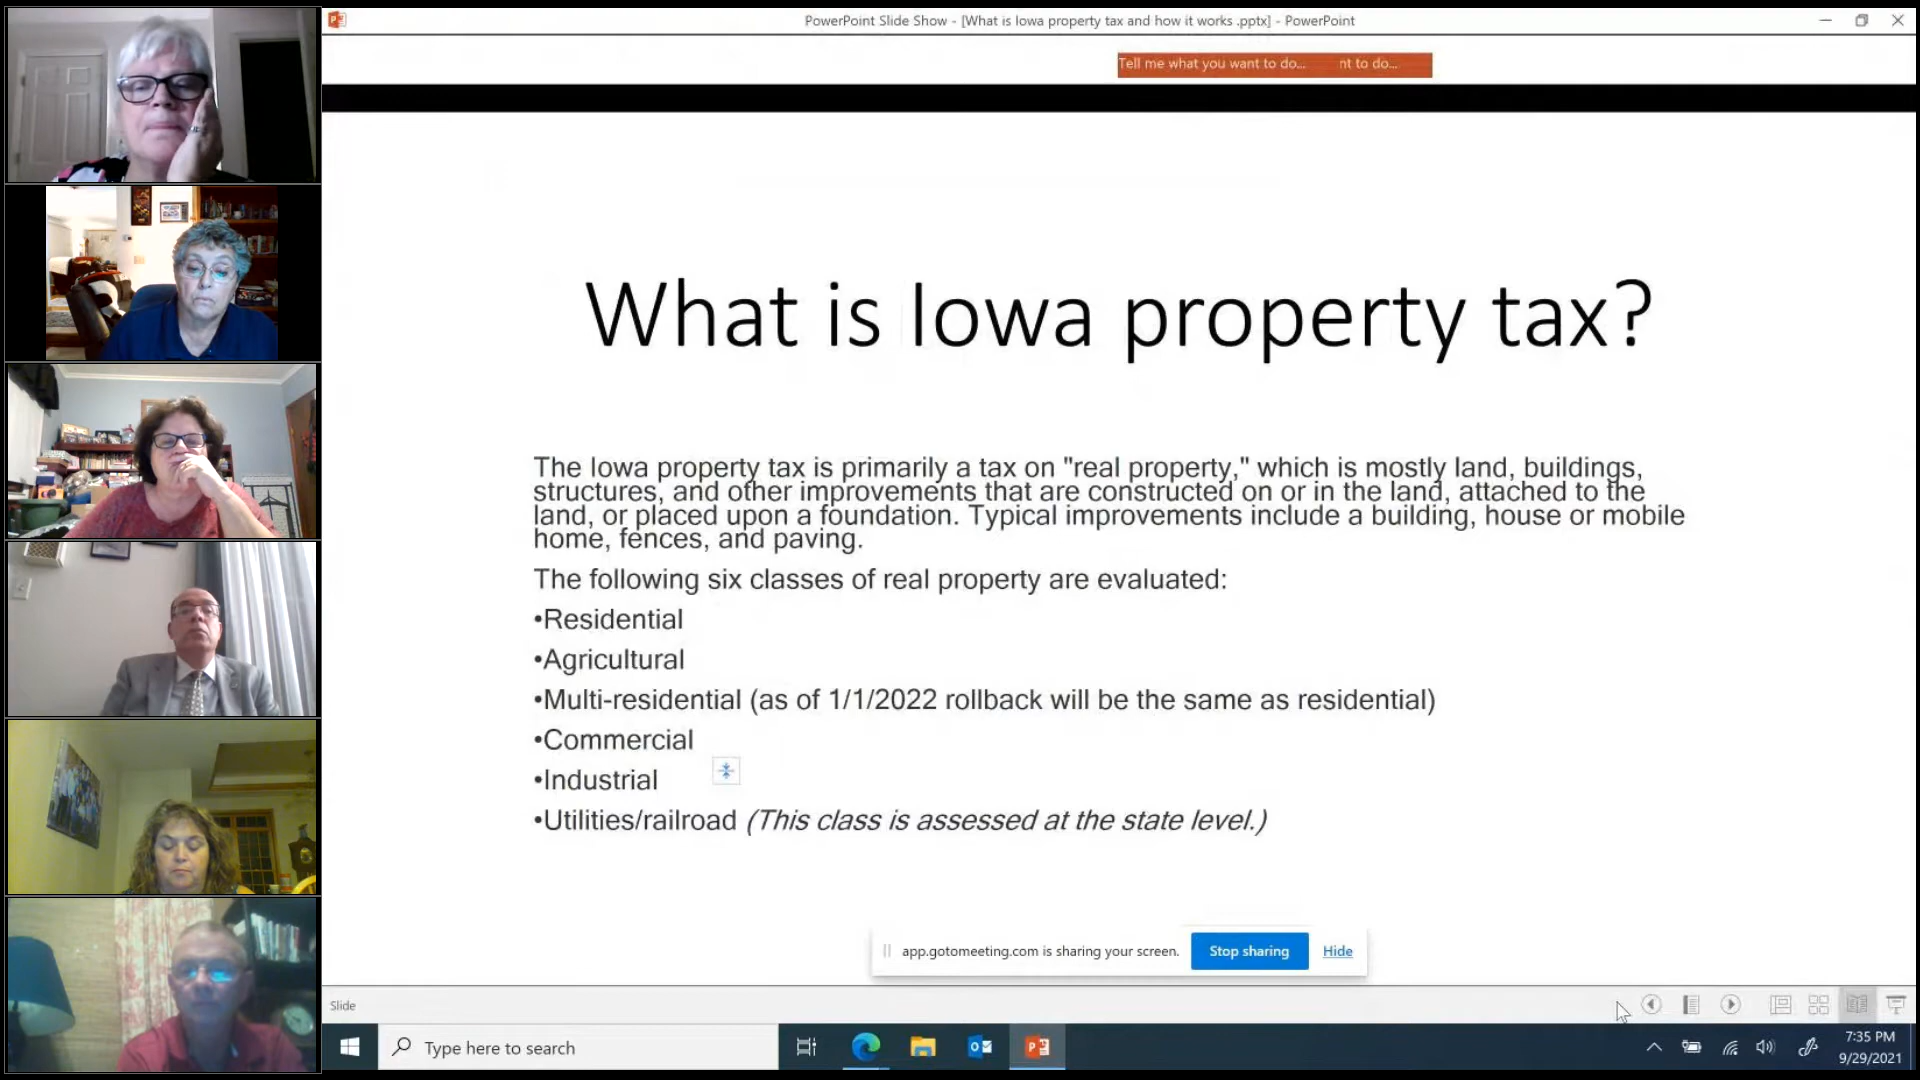 PowerPoint Slide Show - [What is Iowa property tax and how it works .pptx] - PowerPoint
Tell me what you want to do... nt to do...
What is Iowa property tax?
The Iowa property tax is primarily a tax on "real property," which is mostly land, buildings,
structures, and other improvements that are constructed on or in the land, attached to the
land, or placed upon a foundation. Typical improvements include a building, house or mobile
home, fences, and paving.
The following six classes of real property are evaluated:
•Residential
•Agricultural
•Multi-residential (as of 1/1/2022 rollback will be the same as residential)
•Commercial
•Industrial
•Utilities/railroad (This class is assessed at the state level.)
app.gotomeeting.com is sharing your screen. Stop sharing Hide
Slide
Type here to search
7:35 PM
9/29/2021